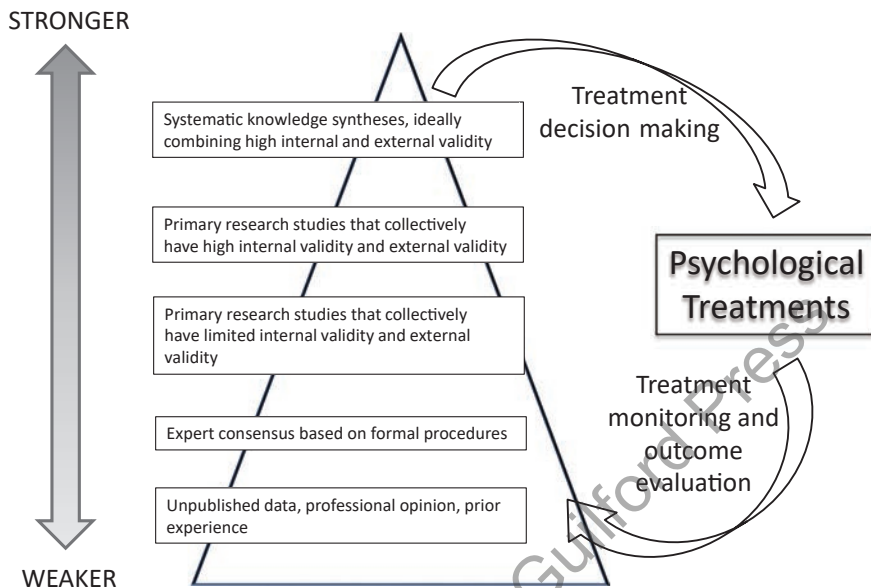 STRONGER
Systematic knowledge syntheses, ideally
combining high internal and external validity
Treatment
decision making
Primary research studies that collectively
have high internal validity and external validity
Psychological
Treatments
Primary research studies that collectively
have limited internal validity and external
validity
Treatment
monitoring and
outcome
evaluation
Expert consensus based on formal procedures
Unpublished data, professional opinion, prior
experience
WEAKER
Guilford Press